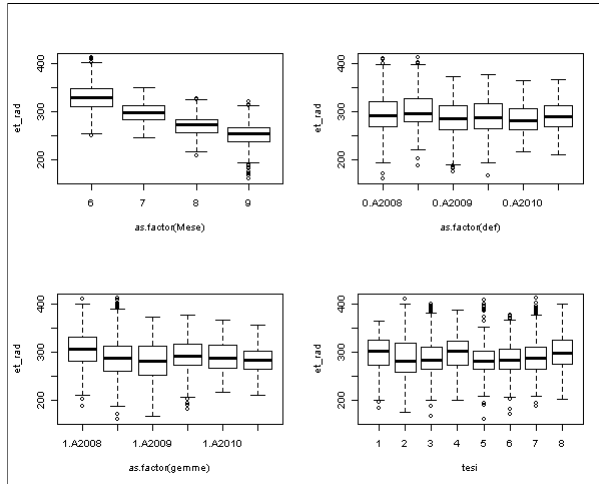 et_rad
400
300
200
6 7 8 9
as.factor(Mese)
et_rad
400
300
200
0.A2008 0.A2009 0.A2010
as.factor(def)
et_rad
400
300
200
1.A2008 1.A2009 1.A2010
as.factor(gemme)
et_rad
400
300
200
1 2 3 4 5 6 7 8
tesi